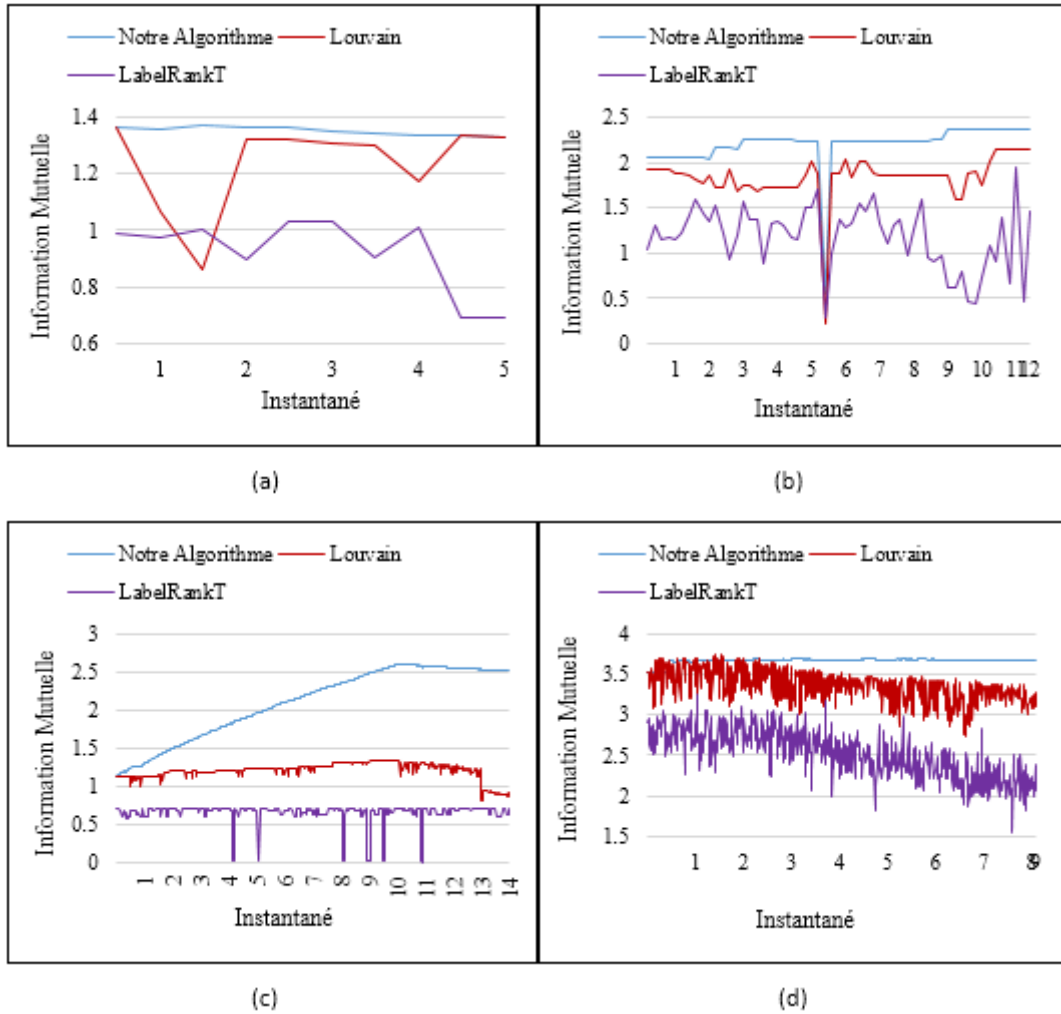 Notre Algorithme Louvain
LabelRankT
1.4
1.2
1
0.8
0.6
Information Mutuelle
1 2 3 4 5
Instantané
(a)
Notre Algorithme Louvain
LabelRankT
2.5
2
1.5
1
0.5
0
Information Mutuelle
1 2 3 4 5 6 7 8 9 10 11 12
Instantané
(b)
Notre Algorithme Louvain
LabelRankT
3
2.5
2
1.5
1
0.5
0
Information Mutuelle
1 2 3 4 5 6 7 8 9 10 11 12 13 14
Instantané
(c)
Notre Algorithme Louvain
LabelRankT
4
3.5
3
2.5
2
1.5
Information Mutuelle
1 2 3 4 5 6 7 8 9
Instantané
(d)